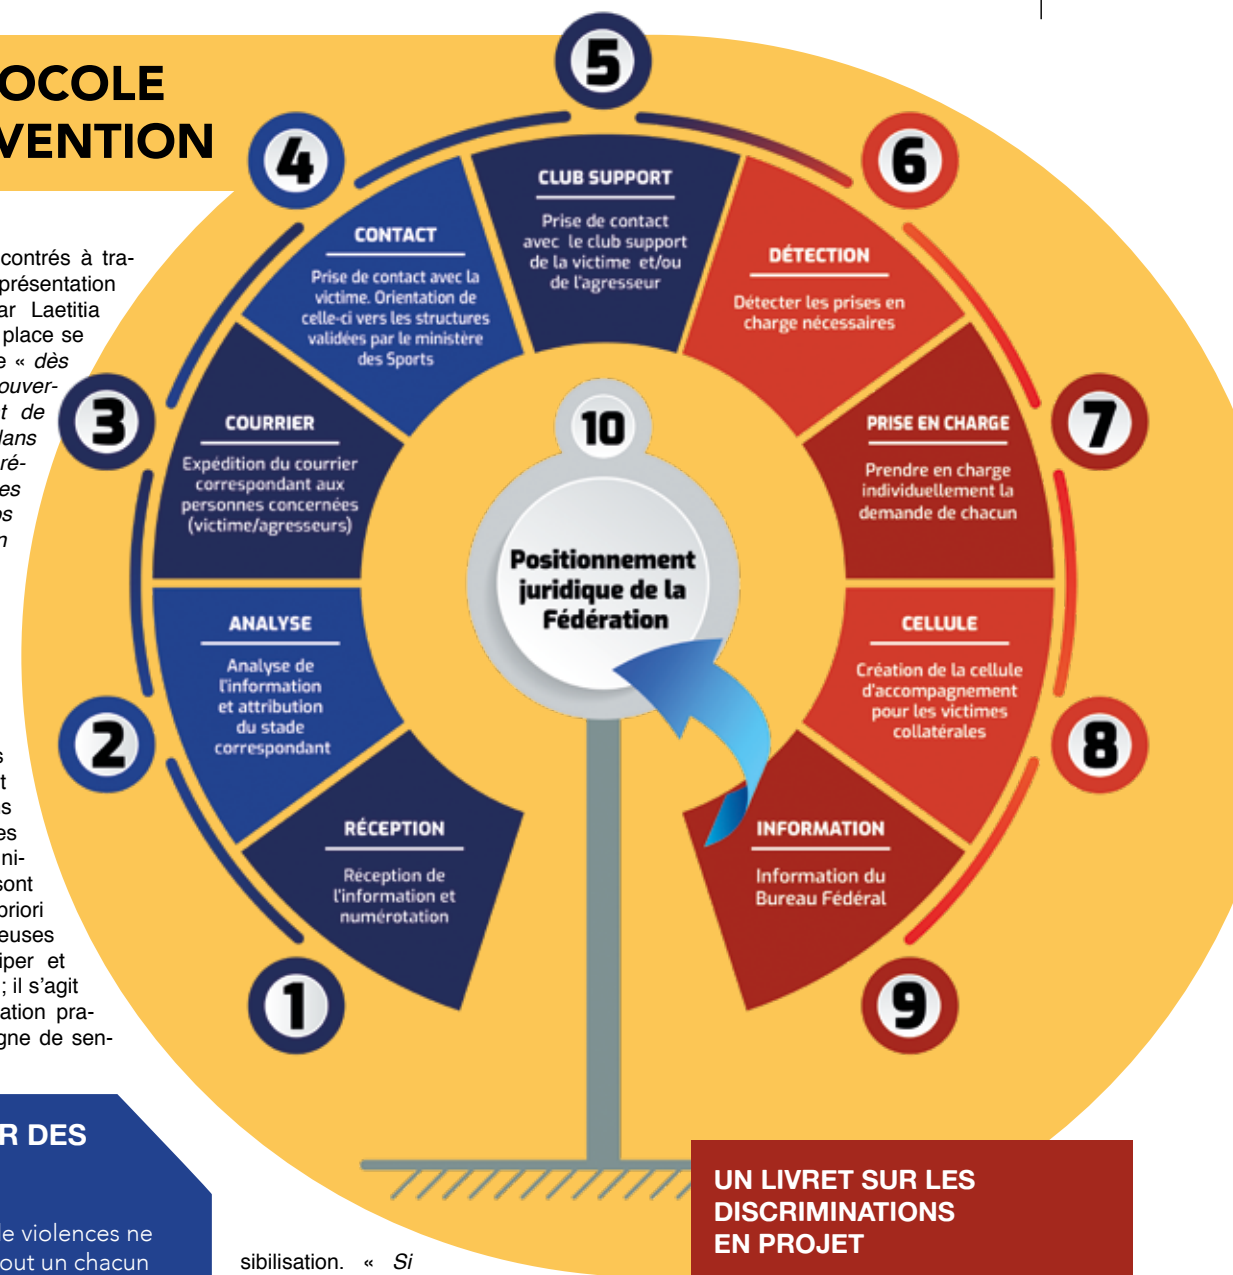 OCOLE
VENTION
contrés à tra-
présentation
ar Laetitia
place se
e « dès
ouver-
t de
dans
ré-
es
os
n
s
t
ns
es
ni-
sont
priori
euses
iper et
; il s'agit
ation pra-
gne de sen-
R DES
de violences ne
tout un chacun
sibilisation. « Si
1
RÉCEPTION
Réception de
l'information et
numérotation
2
ANALYSE
Analyse de
l'information
et attribution
du stade
correspondant
3
COURRIER
Expédition du courrier
correspondant aux
personnes concernées
(victime/agresseurs)
4
CONTACT
Prise de contact avec la
victime. Orientation de
celle-ci vers les structures
validées par le ministère
des Sports
5
CLUB SUPPORT
Prise de contact
avec le club support
de la victime et/ou
de l'agresseur
6
DÉTECTION
Détecter les prises en
charge nécessaires
7
PRISE EN CHARGE
Prendre en charge
individuellement la
demande de chacun
8
CELLULE
Création de la cellule
d'accompagnement
pour les victimes
collatérales
9
INFORMATION
Information du
Bureau Fédéral
10
Positionnement
juridique de la
Fédération
UN LIVRET SUR LES
DISCRIMINATIONS
EN PROJET